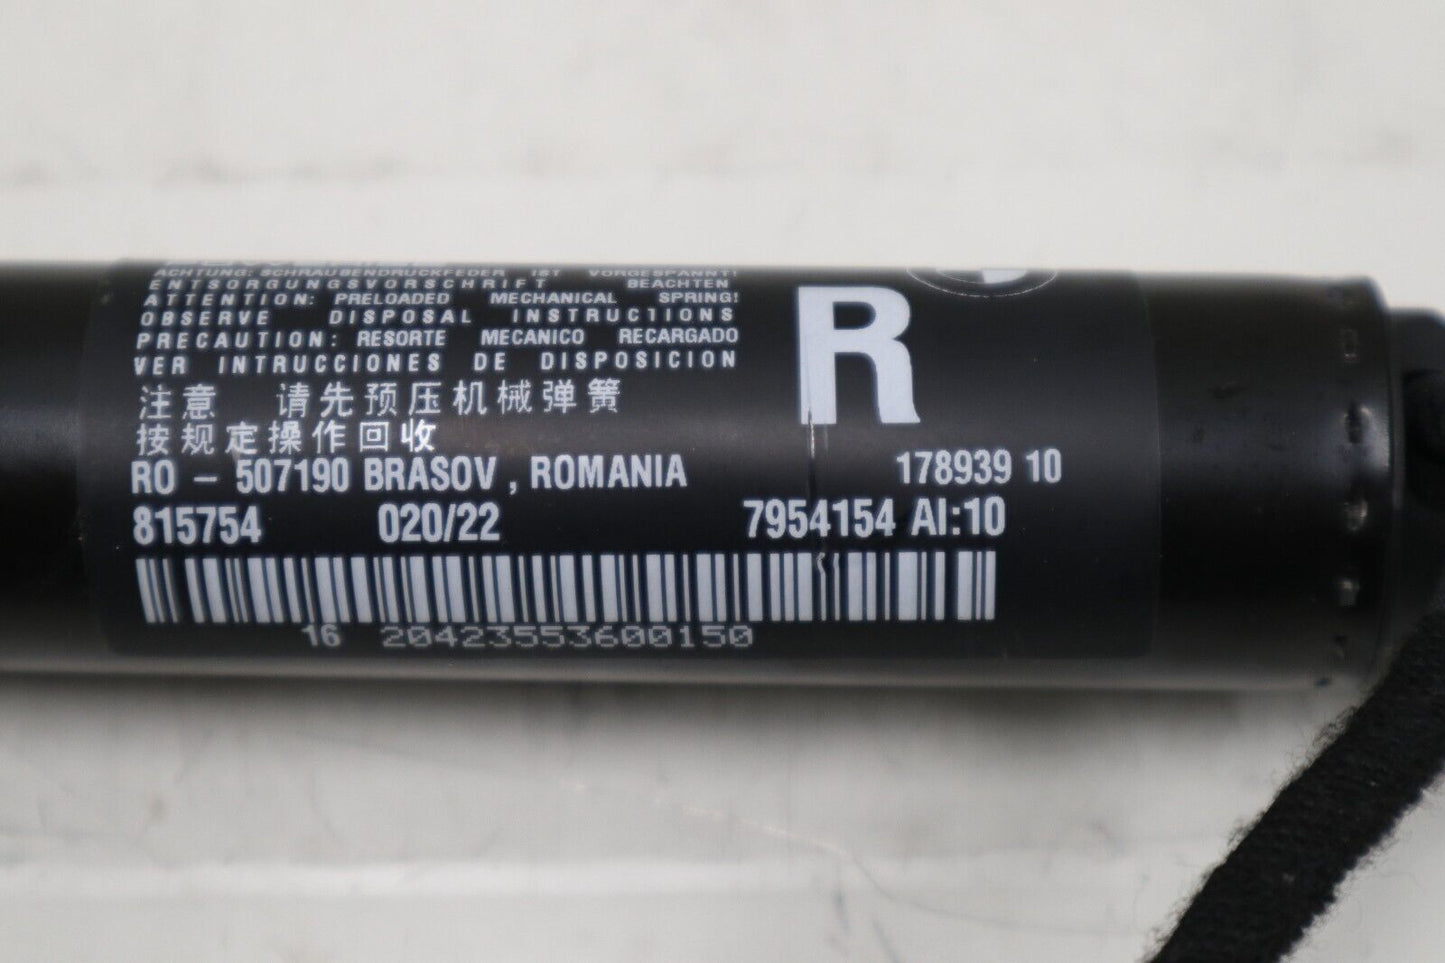 ACHTUNG: SCHRAUBENDRUCKFEDER IST VORGESPANNT!
ENTSORGUNGSVORSCHRIFT BEACHTEN
ATTENTION: PRELOADED MECHANICAL SPRING!
OBSERVE DISPOSAL INSTRUCTIONS
PRECAUTION: RESORTE MECANICO RECARGADO
VER INTRUCCIONES DE DISPOSICION
注意 请先预压机械弹簧
按规定操作回收
R
RO - 507190 BRASOV, ROMANIA 178939 10
815754 020/22 7954154 AI:10
16 20423553600150